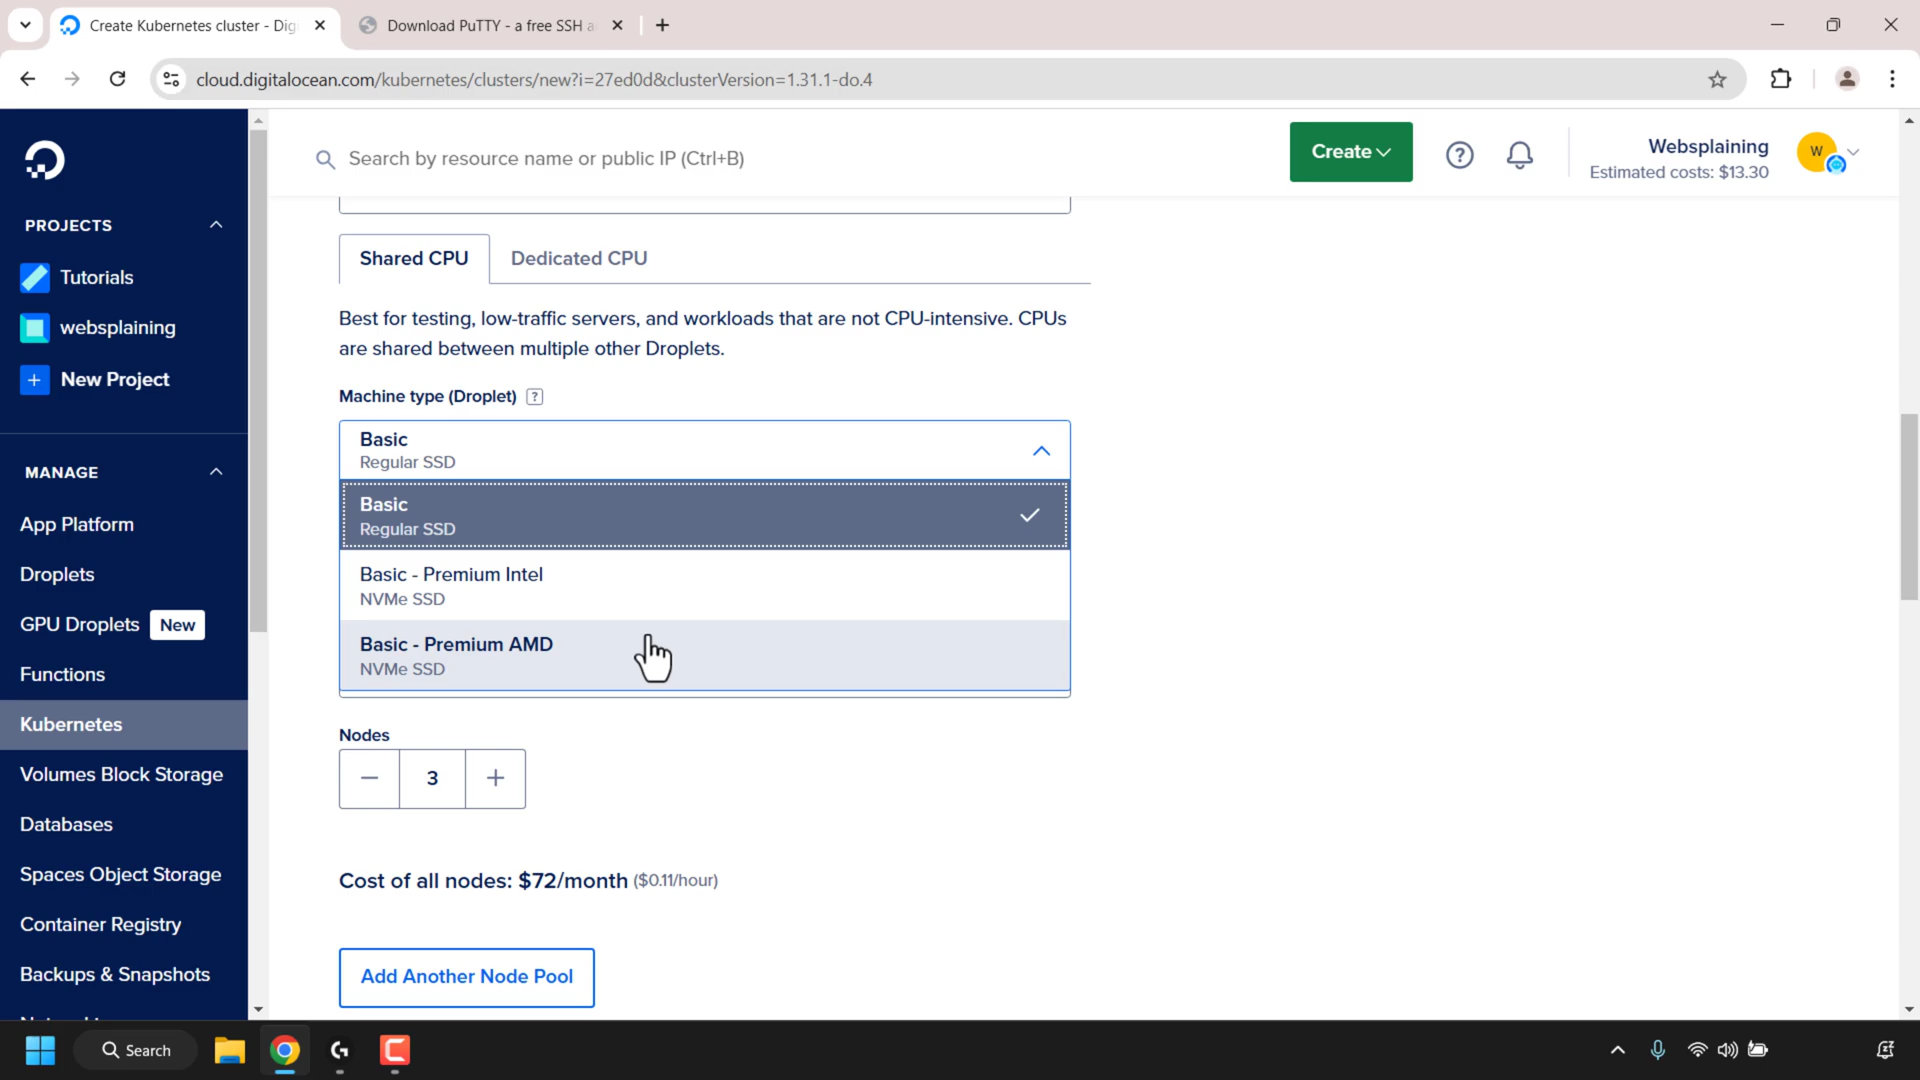 Create Kubernetes cluster - Dig
Download PuTTY - a free SSH a
cloud.digitalocean.com/kubernetes/clusters/new?i=27ed0d&clusterVersion=1.31.1-do.4
Search by resource name or public IP (Ctrl+B)
Create
?
Websplaining
Estimated costs: $13.30
W
PROJECTS
Tutorials
websplaining
New Project
MANAGE
App Platform
Droplets
GPU Droplets New
Functions
Kubernetes
Volumes Block Storage
Databases
Spaces Object Storage
Container Registry
Backups & Snapshots
Shared CPU
Dedicated CPU
Best for testing, low-traffic servers, and workloads that are not CPU-intensive. CPUs
are shared between multiple other Droplets.
Machine type (Droplet) ?
Basic
Regular SSD
Basic
Regular SSD
Basic - Premium Intel
NVMe SSD
Basic - Premium AMD
NVMe SSD
Nodes
3
Cost of all nodes: $72/month ($0.11/hour)
Add Another Node Pool
Search